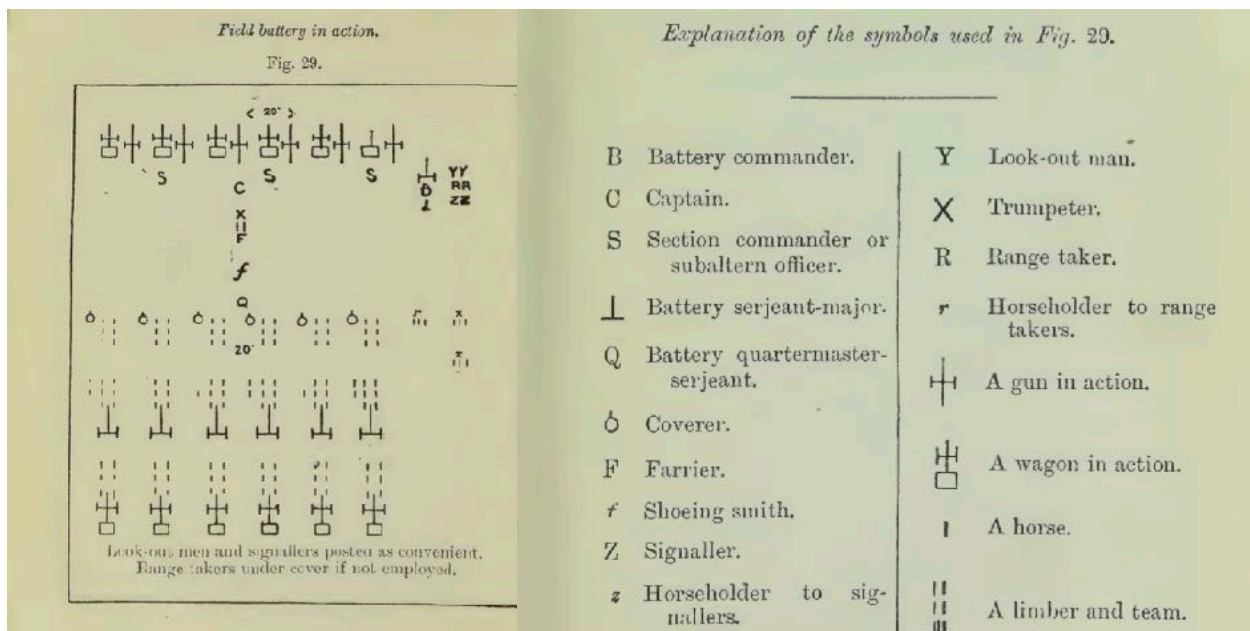 Field battery in action.
Fig. 29.
20"
S
S
S
C
X
F
f
Q
B
YY
RR
ZZ
r
x
z
20"
Look-out men and signallers posted as convenient.
Range takers under cover if not employed.
Explanation of the symbols used in Fig. 29.
B Battery commander.
C Captain.
S Section commander or
subaltern officer.
⊥ Battery serjeant-major.
Q Battery quartermaster-
serjeant.
Coverer.
F Farrier.
f Shoeing smith.
Z Signaller.
z Horseholder to sig-
nallers.
Y Look-out man.
X Trumpeter.
R Range taker.
r Horseholder to range
takers.
A gun in action.
A wagon in action.
A horse.
A limber and team.